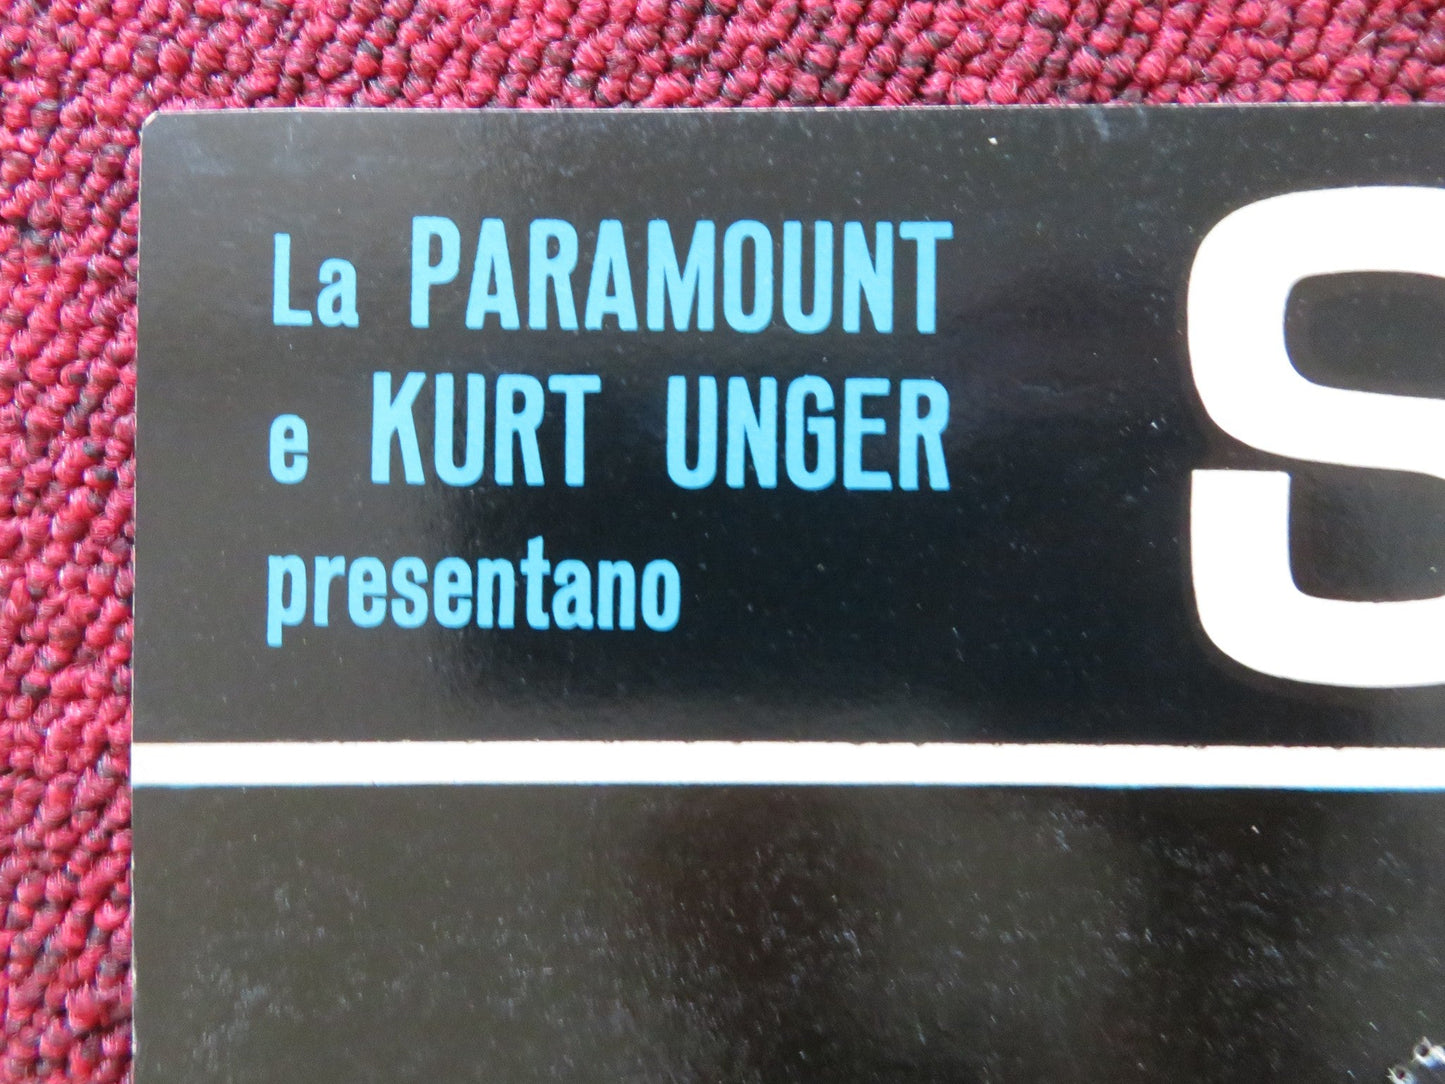 La PARAMOUNT
e KURT UNGER
presentano
S